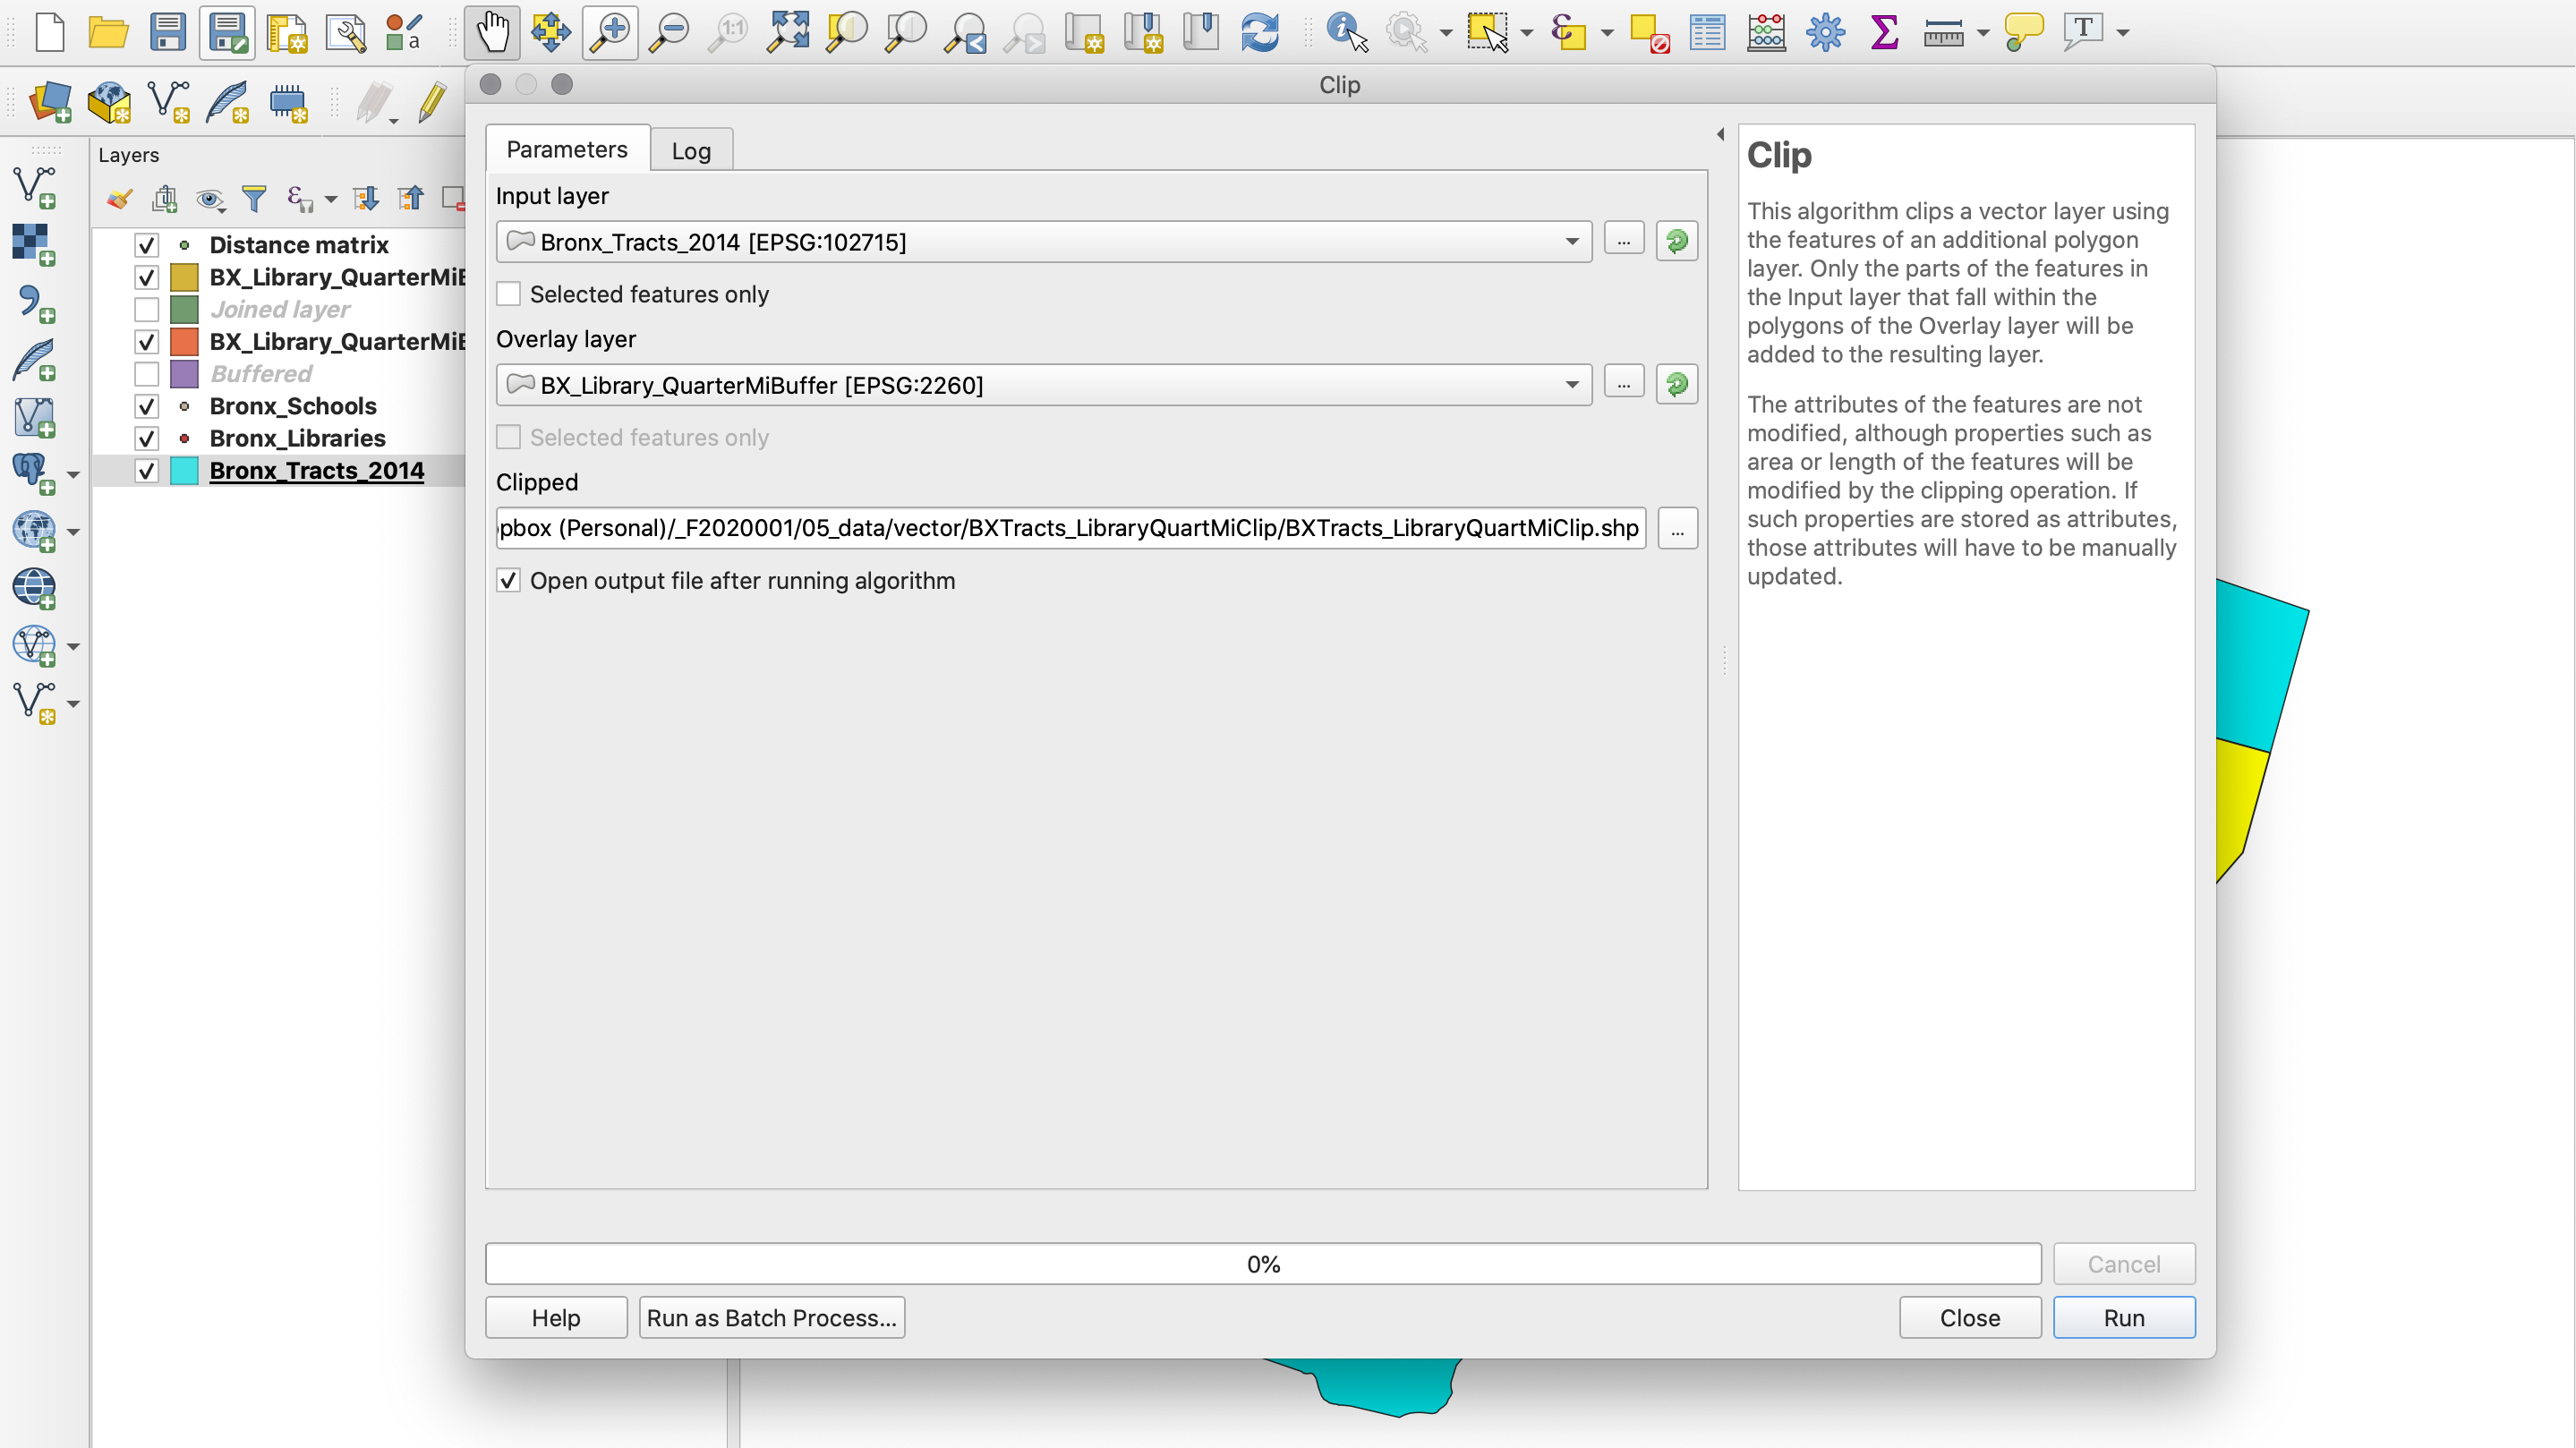 1:1
a
ε
Σ
T
Clip
Layers
ε
Distance matrix
BX_Library_QuarterMiB
Joined layer
BX_Library_QuarterMiB
Buffered
Bronx_Schools
Bronx_Libraries
Bronx_Tracts_2014
Parameters
Log
Input layer
Bronx_Tracts_2014 [EPSG:102715]
...
Selected features only
Overlay layer
BX_Library_QuarterMiBuffer [EPSG:2260]
...
Selected features only
Clipped
pbox (Personal)/_F2020001/05_data/vector/BXTracts_LibraryQuartMiClip/BXTracts_LibraryQuartMiClip.shp
...
Open output file after running algorithm
Clip
This algorithm clips a vector layer using
the features of an additional polygon
layer. Only the parts of the features in
the Input layer that fall within the
polygons of the Overlay layer will be
added to the resulting layer.
The attributes of the features are not
modified, although properties such as
area or length of the features will be
modified by the clipping operation. If
such properties are stored as attributes,
those attributes will have to be manually
updated.
0%
Cancel
Help
Run as Batch Process...
Close
Run